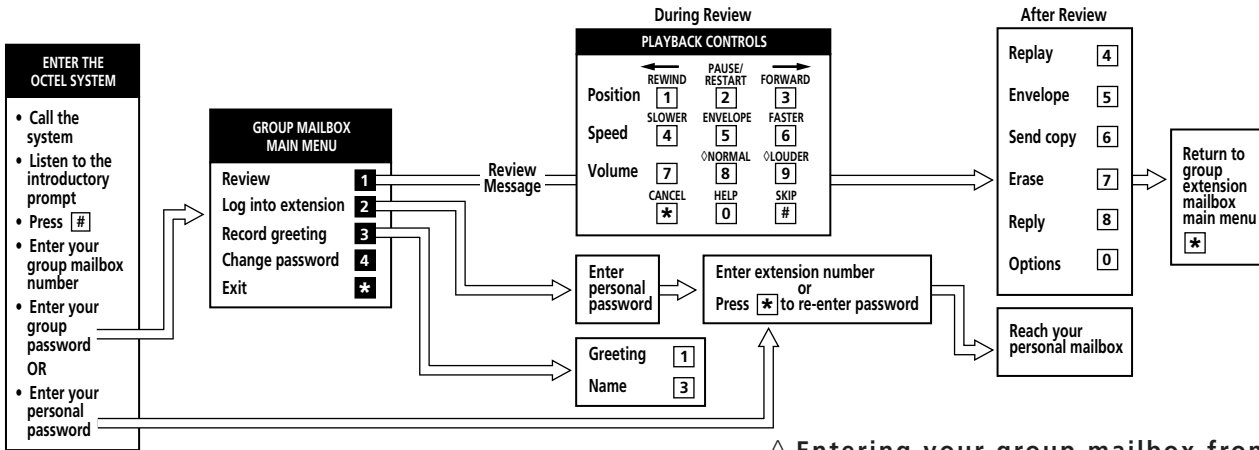 ENTER THE
OCTEL SYSTEM
• Call the
system
• Listen to the
introductory
prompt
• Press #
• Enter your
group mailbox
number
• Enter your
group
password
OR
• Enter your
personal
password
GROUP MAILBOX
MAIN MENU
Review 1
Log into extension 2
Record greeting 3
Change password 4
Exit *
Review
Message
During Review
PLAYBACK CONTROLS
REWIND PAUSE/
RESTART FORWARD
Position 1 2 3
SLOWER ENVELOPE FASTER
Speed 4 5 6
◊NORMAL ◊LOUDER
Volume 7 8 9
CANCEL HELP SKIP
* 0 #
Enter
personal
password
Enter extension number
or
Press * to re-enter password
Greeting 1
Name 3
After Review
Replay 4
Envelope 5
Send copy 6
Erase 7
Reply 8
Options 0
Return to
group
extension
mailbox
main menu
*
Reach your
personal mailbox
◊ Entering your group mailbox from